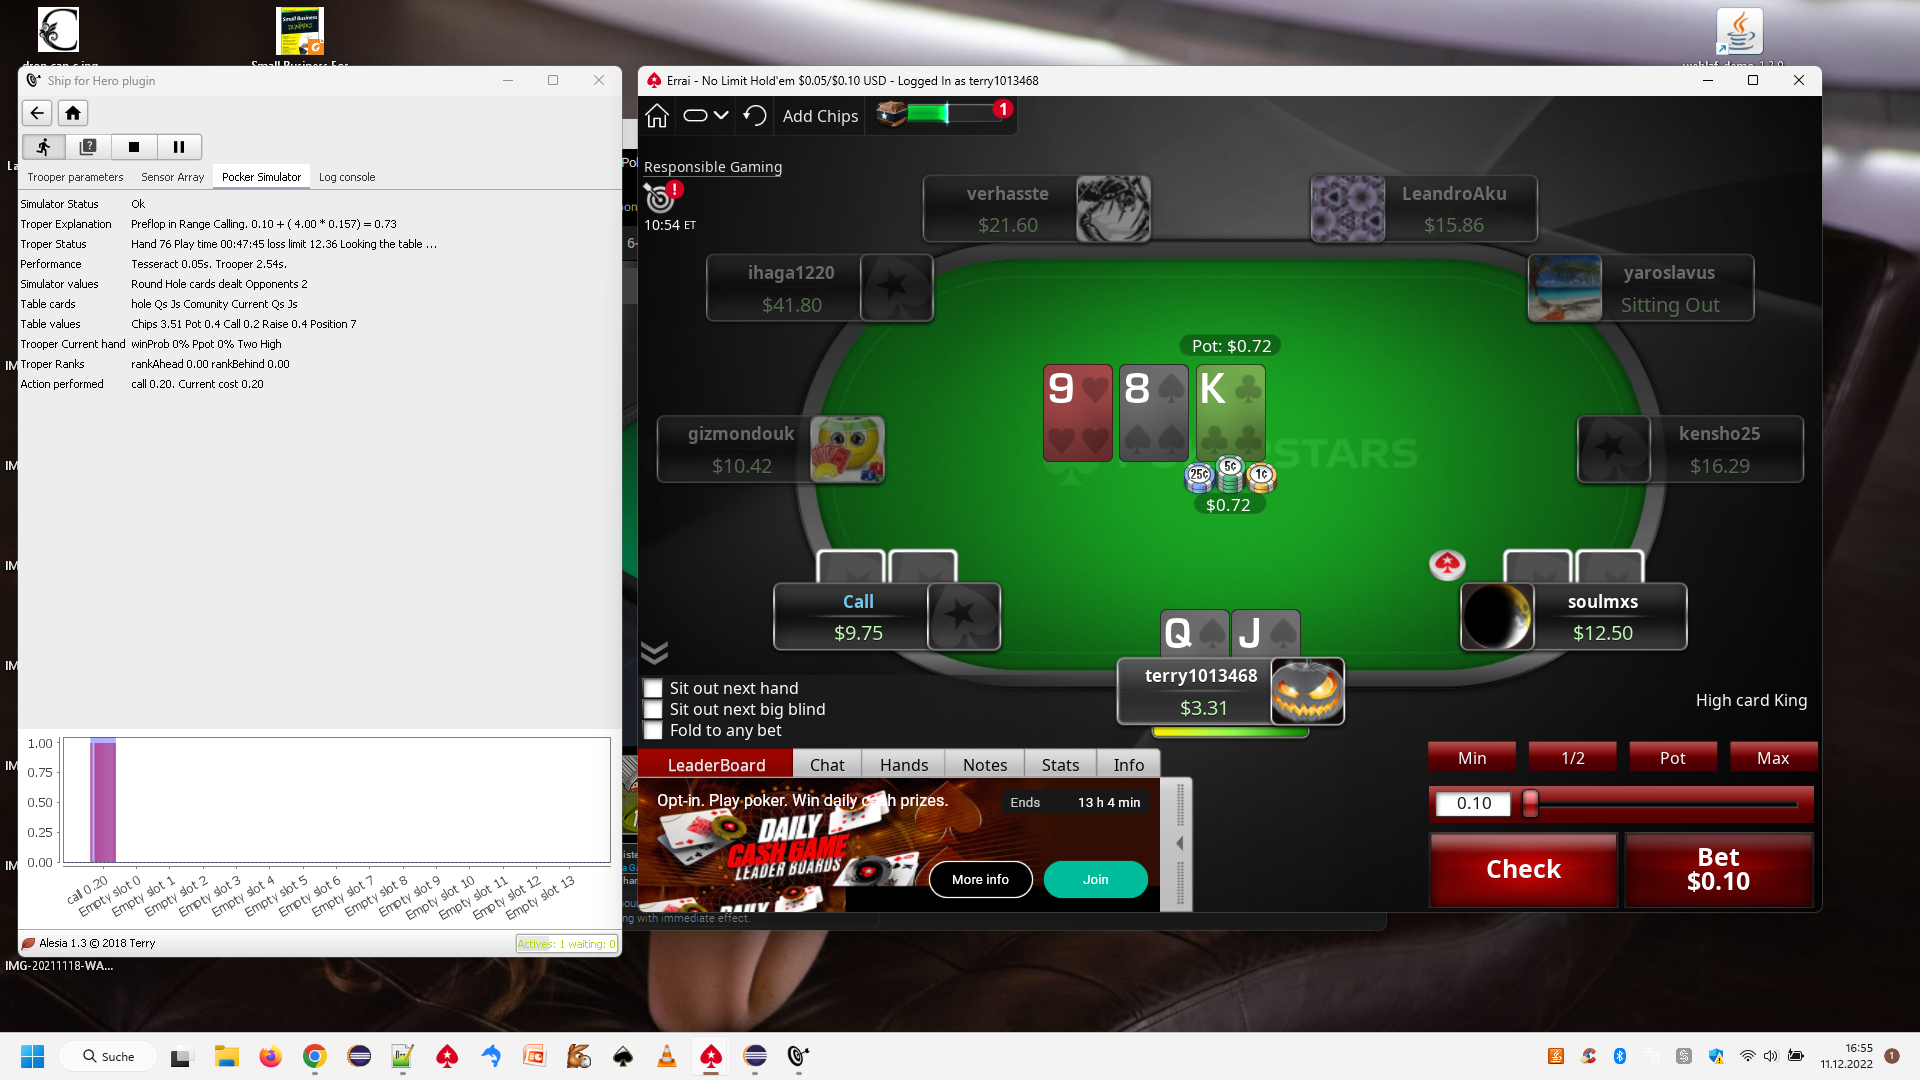 Ship for Hero plugin
Trooper parameters
Sensor Array
Pocker Simulator
Log console
Simulator Status Ok
Troper Explanation Preflop in Range Calling. 0.10 + ( 4.00 * 0.157) = 0.73
Troper Status Hand 76 Play time 00:47:45 loss limit 12.36 Looking the table ...
Performance Tesseract 0.05s. Trooper 2.54s.
Simulator values Round Hole cards dealt Opponents 2
Table cards hole Qs Js Comunity Current Qs Js
Table values Chips 3.51 Pot 0.4 Call 0.2 Raise 0.4 Position 7
Trooper Current hand winProb 0% Ppot 0% Two High
Troper Ranks rankAhead 0.00 rankBehind 0.00
Action performed call 0.20. Current cost 0.20
1.00
0.75
0.50
0.25
0.00
call 0.20
Empty slot 0
Empty slot 1
Empty slot 2
Empty slot 3
Empty slot 4
Empty slot 5
Empty slot 6
Empty slot 7
Empty slot 8
Empty slot 9
Empty slot 10
Empty slot 11
Empty slot 12
Empty slot 13
Alesia 1.3 © 2018 Terry
Actives: 1 waiting: 0
IMG-20211118-WA...
Errai - No Limit Hold'em $0.05/$0.10 USD - Logged In as terry1013468
Add Chips
1
Responsible Gaming
!
10:54 ET
verhasste
$21.60
LeandroAku
$15.86
ihaga1220
$41.80
yaroslavus
Sitting Out
gizmondouk
$10.42
kensho25
$16.29
Pot: $0.72
9 8 K
STARS
25¢ 5¢ 1¢
$0.72
Call
$9.75
soulmxs
$12.50
Q J
terry1013468
$3.31
Sit out next hand
Sit out next big blind
Fold to any bet
High card King
LeaderBoard
Chat
Hands
Notes
Stats
Info
Opt-in. Play poker. Win daily cash prizes.
Ends 13 h 4 min
DAILY
CASH GAME
LEADER BOARDS
More info
Join
Min
1/2
Pot
Max
0.10
Check
Bet
$0.10
ng with immediate effect.
Suche
16:55
11.12.2022
1